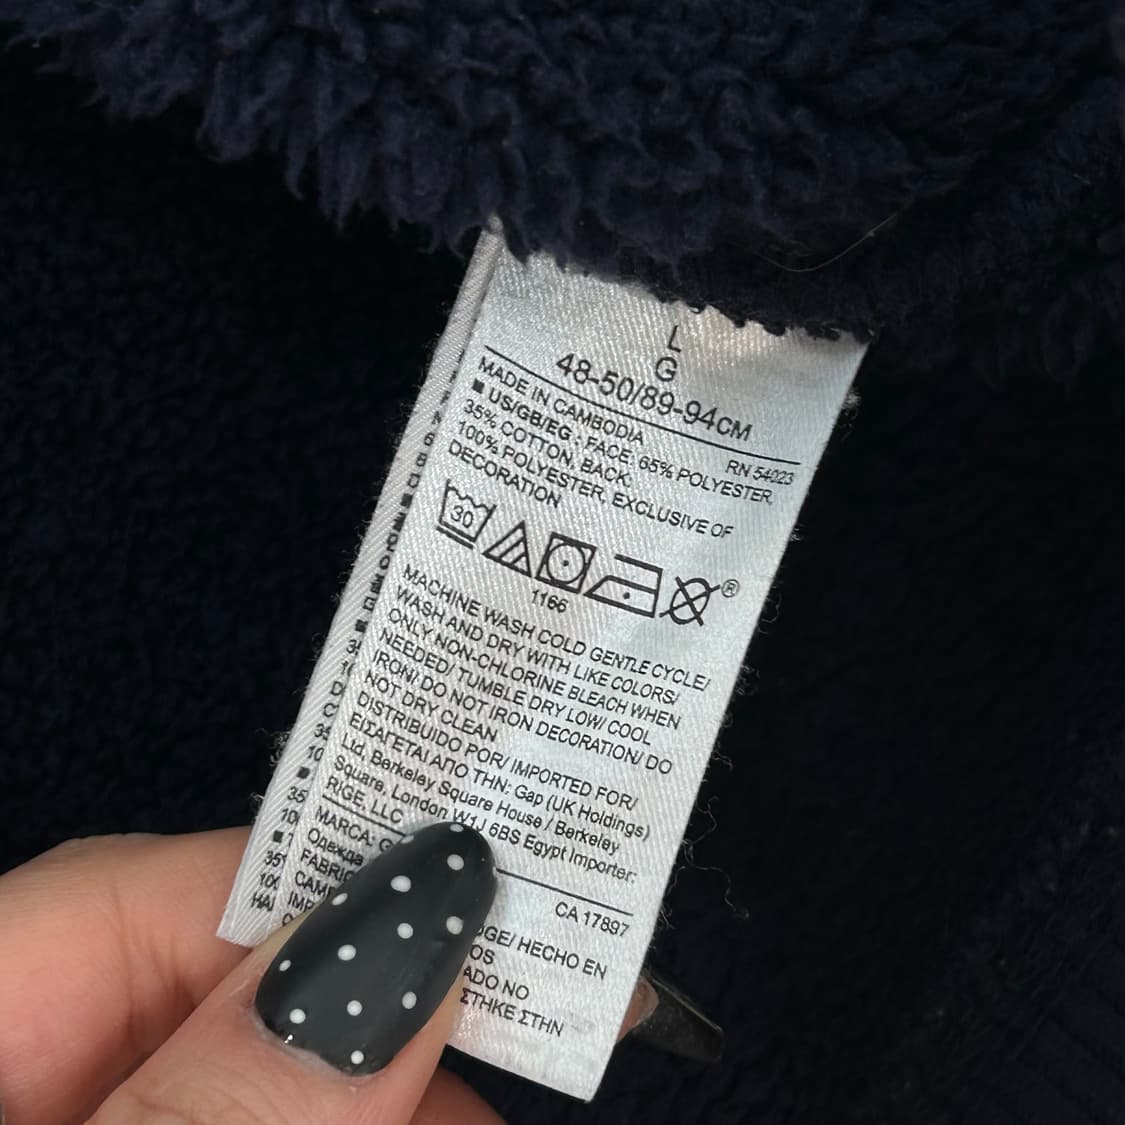 L
G
48-50/89-94CM
MADE IN CAMBODIA
RN 54023
■ US/GB/EG : FACE: 65% POLYESTER,
35% COTTON, BACK:
100% POLYESTER, EXCLUSIVE OF
DECORATION
30
®
1166
MACHINE WASH COLD GENTLE CYCLE/
WASH AND DRY WITH LIKE COLORS/
ONLY NON-CHLORINE BLEACH WHEN
NEEDED/ TUMBLE DRY LOW/ COOL
IRON/ DO NOT IRON DECORATION/ DO
NOT DRY CLEAN
DISTRIBUIDO POR/ IMPORTED FOR/
ΕΙΣΑΓΕΤΑΙ ΑΠΟ ΤΗΝ: Gap (UK Holdings)
Ltd, Berkeley Square House / Berkeley
Square, London W1J 6BS Egypt Importer:
RIGE, LLC
CA 17897
MARCA:
Одежда
HECHO EN
NO
ΣΤΗΝ